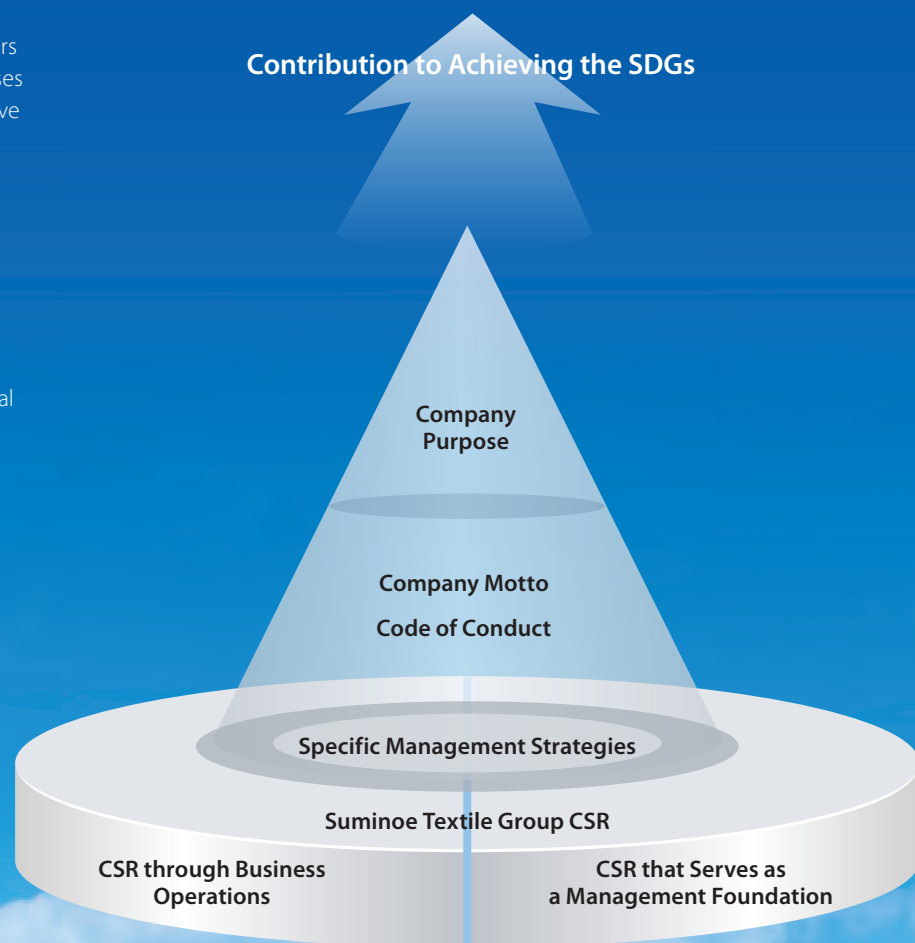 Contribution to Achieving the SDGs
Company
Purpose
Company Motto
Code of Conduct
Specific Management Strategies
Suminoe Textile Group CSR
CSR through Business
Operations
CSR that Serves as
a Management Foundation